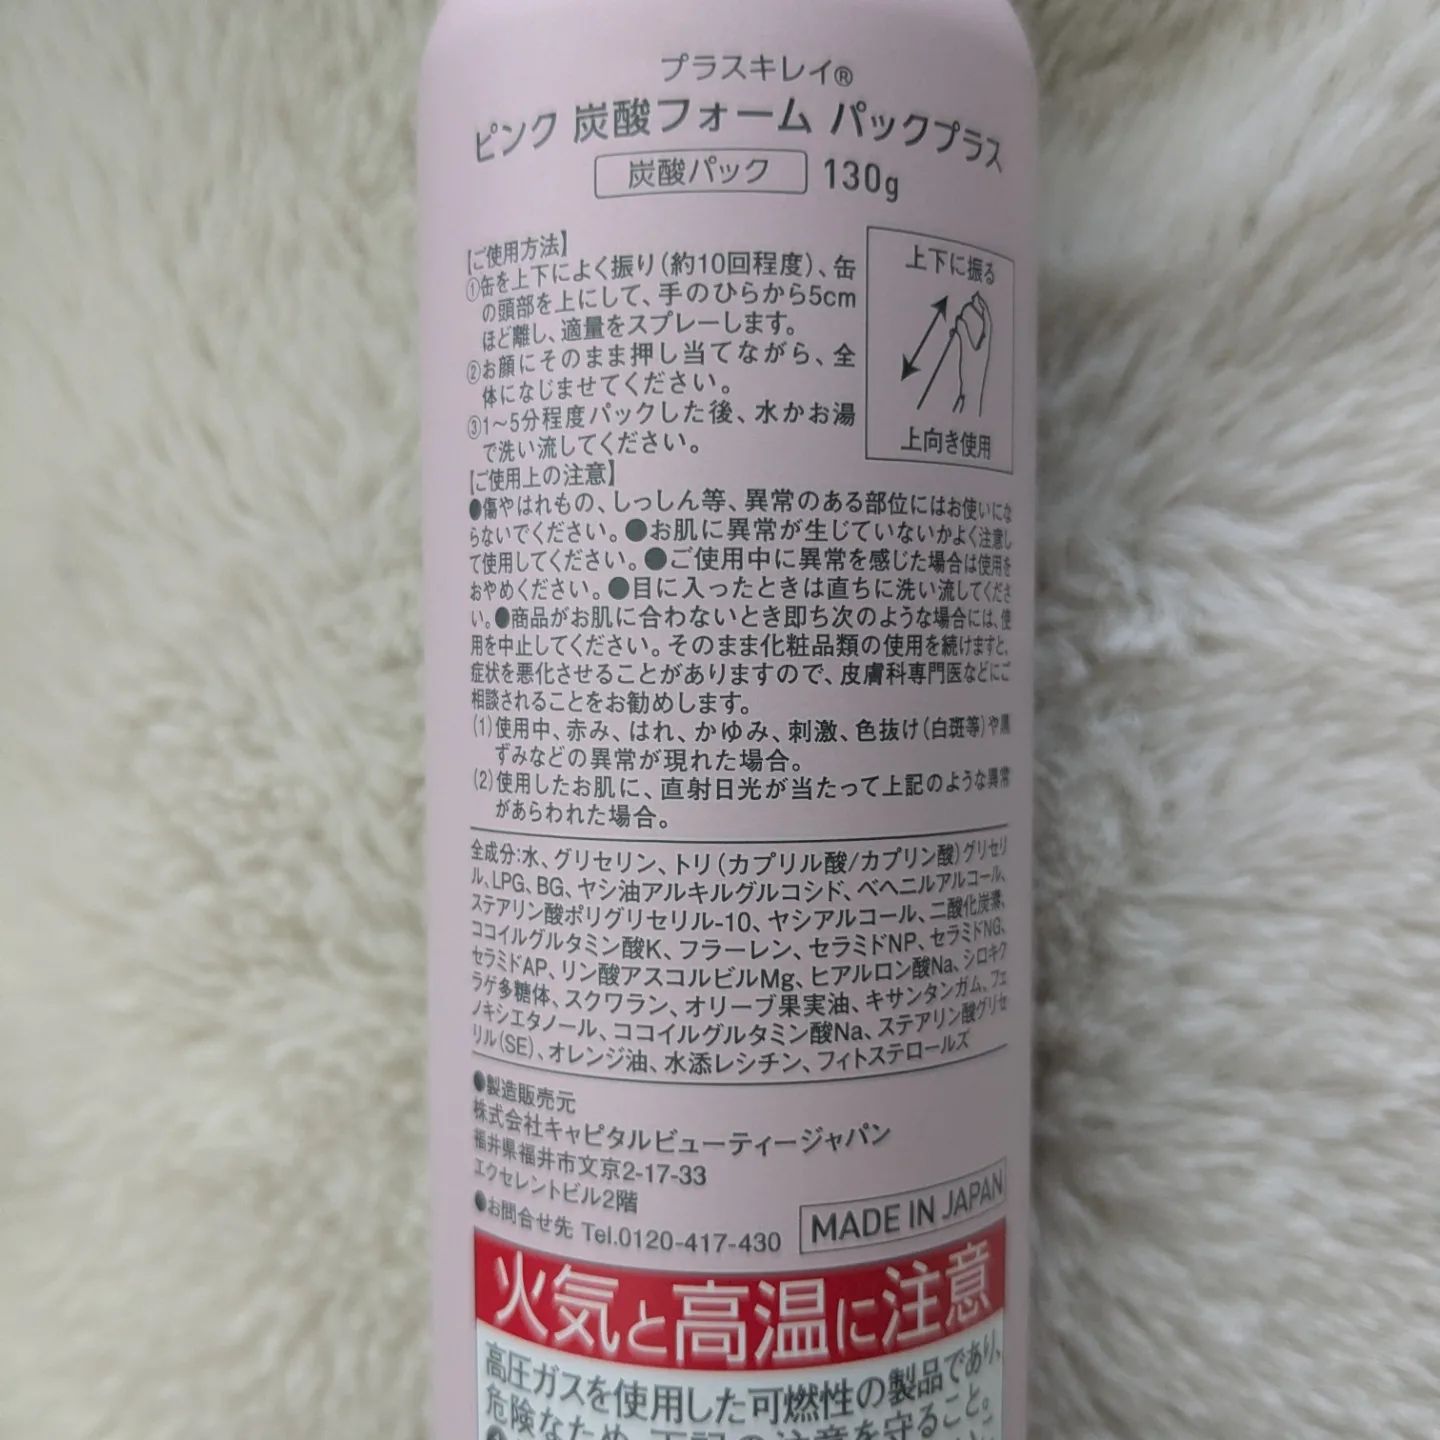 プラスキレイ®
ピンク 炭酸フォーム パックプラス
炭酸パック 130g
【ご使用方法】
①缶を上下によく振り(約10回程度)、缶
の頭部を上にして、手のひらから5cm
ほど離し、適量をスプレーします。
②お顔にそのまま押し当てながら、全
体になじませてください。
③1〜5分程度パックした後、水かお湯
で洗い流してください。
上下に振る
上向き使用
【ご使用上の注意】
●傷やはれもの、しっしん等、異常のある部位にはお使いにな
らないでください。●お肌に異常が生じていないかよく注意し
て使用してください。●ご使用中に異常を感じた場合は使用を
おやめください。●目に入ったときは直ちに洗い流してくださ
い。●商品がお肌に合わないとき即ち次のような場合には、使
用を中止してください。そのまま化粧品類の使用を続けますと、
症状を悪化させることがありますので、皮膚科専門医などにご
相談されることをお勧めします。
(1)使用中、赤み、はれ、かゆみ、刺激、色抜け(白斑等)や黒
ずみなどの異常が現れた場合。
(2)使用したお肌に、直射日光が当たって上記のような異常
があらわれた場合。
全成分:水、グリセリン、トリ(カプリル酸/カプリン酸)グリセリ
ル、LPG、BG、ヤシ油アルキルグルコシド、ベヘニルアルコール、
ステアリン酸ポリグリセリル-10、ヤシアルコール、二酸化炭素、
ココイルグルタミン酸K、フラーレン、セラミドNP、セラミドNG、
セラミドAP、リン酸アスコルビルMg、ヒアルロン酸Na、シロキク
ラゲ多糖体、スクワラン、オリーブ果実油、キサンタンガム、フェ
ノキシエタノール、ココイルグルタミン酸Na、ステアリン酸グリセ
リル(SE)、オレンジ油、水添レシチン、フィトステロールズ
●製造販売元
株式会社キャピタルビューティージャパン
福井県福井市文京2-17-33
エクセレントビル2階
●お問合せ先 Tel.0120-417-430
MADE IN JAPAN
火気と高温に注意
高圧ガスを使用した可燃性の製品であり、
危険なため、下記の注意を守ること。